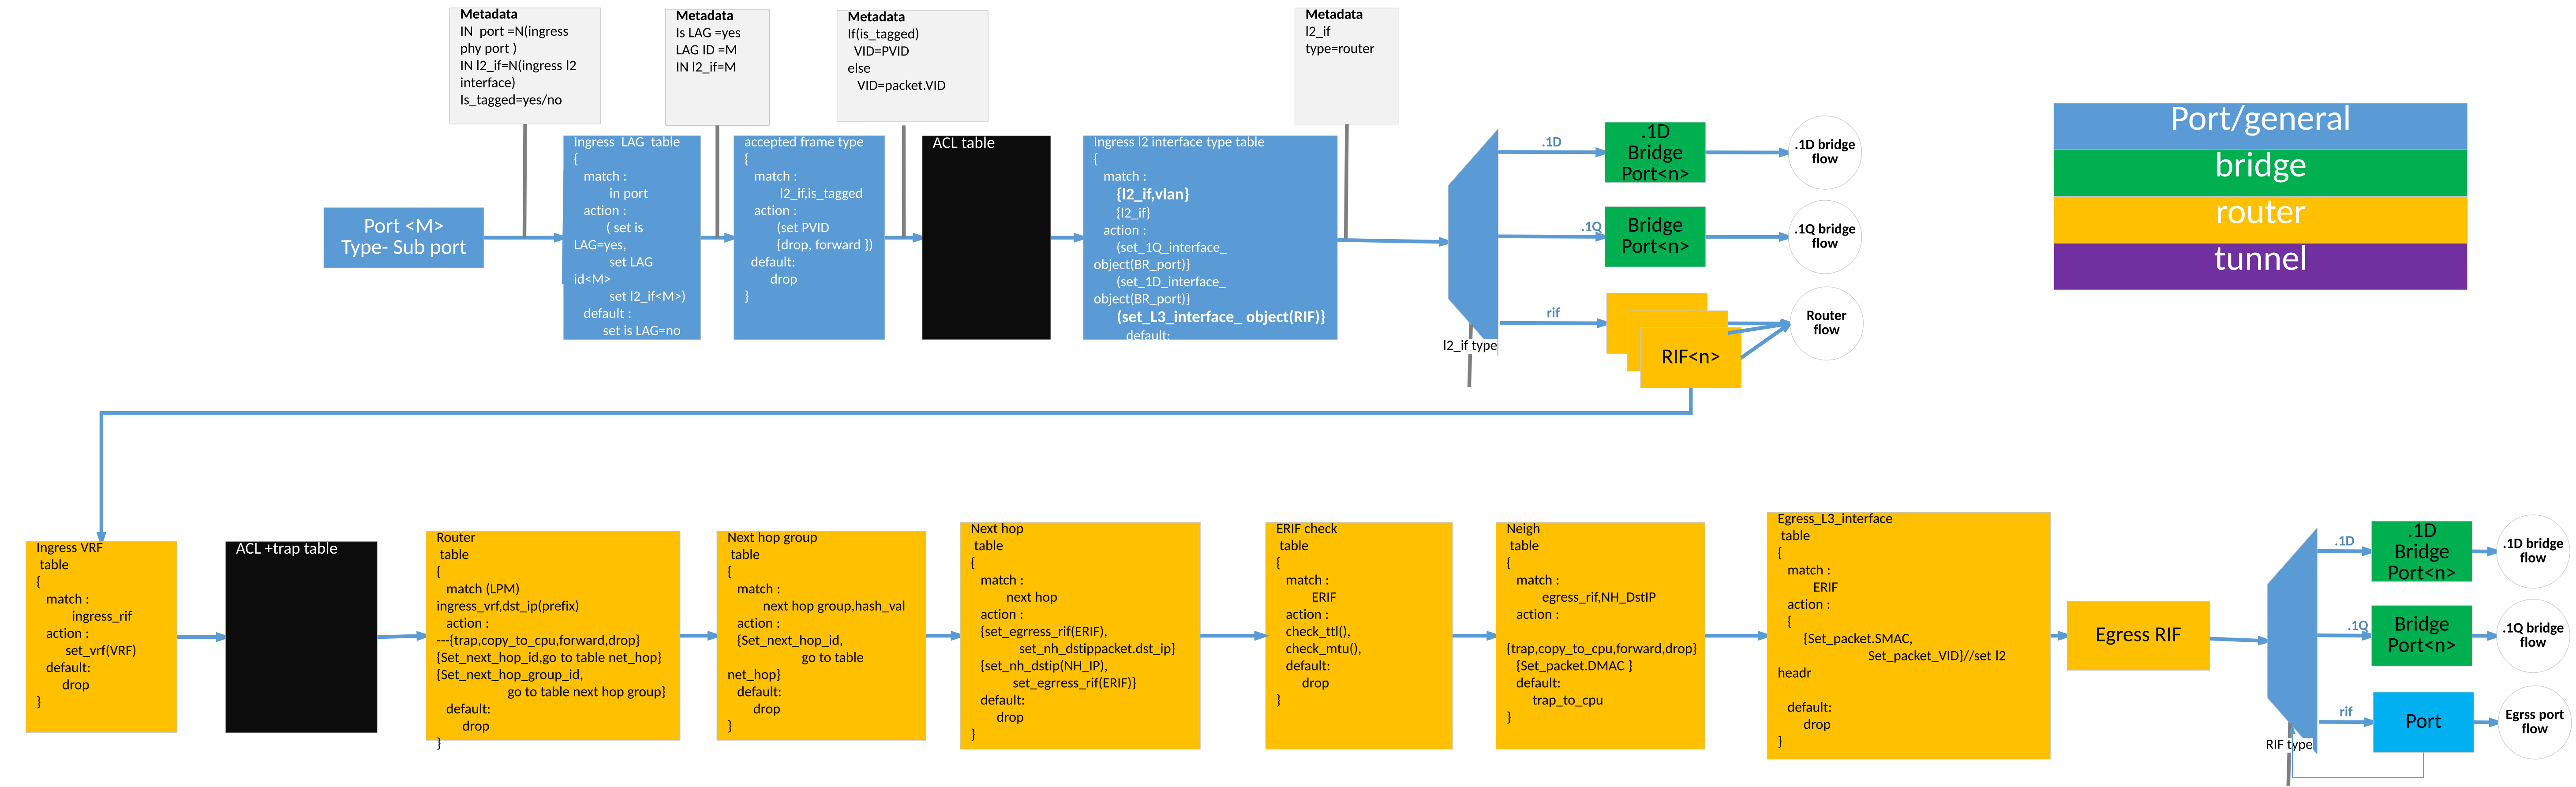 Metadata
IN  port =N(ingress
phy port )
IN l2_if=N(ingress l2
interface)
Is_tagged=yes/no
Metadata
Is LAG =yes
LAG ID =M
IN l2_if=M
Metadata
If(is_tagged)
VID=PVID
else
VID=packet.VID
Metadata
l2_if
type=router
Port <M>
Type- Sub port
Ingress  LAG  table
{
match :
in port
action :
( set is
LAG=yes,
set LAG
id<M>
set l2_if<M>)
default :
set is LAG=no
accepted frame type
{
match :
l2_if,is_tagged
action :
(set PVID
{drop, forward })
default:
drop
}
ACL table
Ingress l2 interface type table
{
match :
{l2_if,vlan}
{l2_if}
action :
(set_1Q_interface_
object(BR_port)}
(set_1D_interface_
object(BR_port)}
(set_L3_interface_ object(RIF)}
default:
l2_if type
.1D
.1D
Bridge
Port<n>
.1D bridge
flow
.1Q
Bridge
Port<n>
.1Q bridge
flow
rif
RIF<n>
Router
flow
Port/general
bridge
router
tunnel
Ingress VRF
table
{
match :
ingress_rif
action :
set_vrf(VRF)
default:
drop
}
ACL +trap table
Router
table
{
match (LPM)
ingress_vrf,dst_ip(prefix)
action :
---{trap,copy_to_cpu,forward,drop}
{Set_next_hop_id,go to table net_hop}
{Set_next_hop_group_id,
go to table next hop group}
default:
drop
}
Next hop group
table
{
match :
next hop group,hash_val
action :
{Set_next_hop_id,
go to table
net_hop}
default:
drop
}
Next hop
table
{
match :
next hop
action :
{set_egrress_rif(ERIF),
set_nh_dstippacket.dst_ip}
{set_nh_dstip(NH_IP),
set_egrress_rif(ERIF)}
default:
drop
}
ERIF check
table
{
match :
ERIF
action :
check_ttl(),
check_mtu(),
default:
drop
}
Neigh
table
{
match :
egress_rif,NH_DstIP
action :
{trap,copy_to_cpu,forward,drop}
{Set_packet.DMAC }
default:
trap_to_cpu
}
Egress_L3_interface
table
{
match :
ERIF
action :
{
{Set_packet.SMAC,
Set_packet_VID}//set l2
headr
default:
drop
}
Egress RIF
RIF type
.1D
.1D
Bridge
Port<n>
.1D bridge
flow
.1Q
Bridge
Port<n>
.1Q bridge
flow
rif
Port
Egrss port
flow